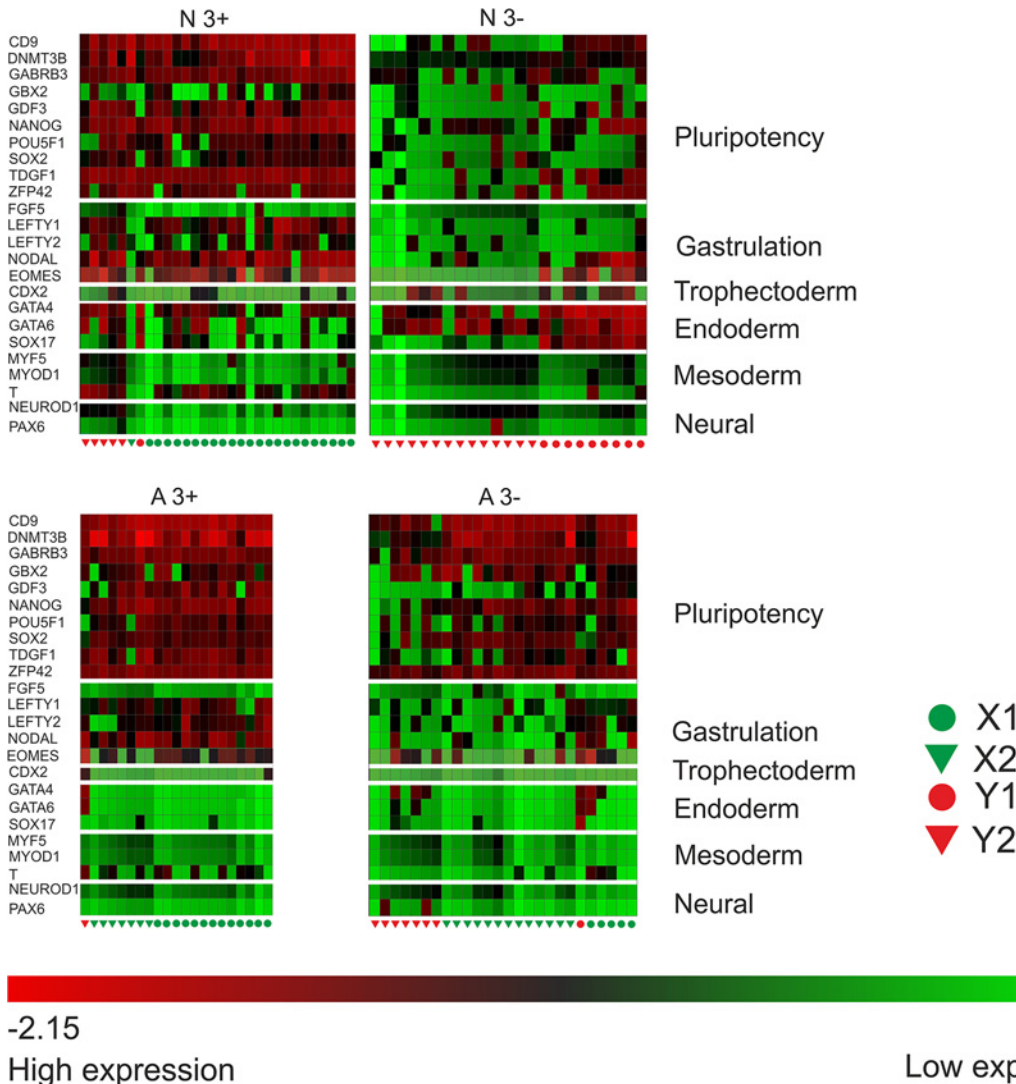 N 3+
N 3-
CD9
DNMT3B
GABRB3
GBX2
GDF3
NANOG
POU5F1
SOX2
TDGF1
ZFP42
Pluripotency
FGF5
LEFTY1
LEFTY2
NODAL
EOMES
Gastrulation
CDX2
Trophectoderm
GATA4
GATA6
SOX17
Endoderm
MYF5
MYOD1
T
Mesoderm
NEUROD1
PAX6
Neural
A 3+
A 3-
CD9
DNMT3B
GABRB3
GBX2
GDF3
NANOG
POU5F1
SOX2
TDGF1
ZFP42
Pluripotency
FGF5
LEFTY1
LEFTY2
NODAL
EOMES
Gastrulation
CDX2
Trophectoderm
GATA4
GATA6
SOX17
Endoderm
MYF5
MYOD1
T
Mesoderm
NEUROD1
PAX6
Neural
X1
X2
Y1
Y2
-2.15
High expression
Low exp